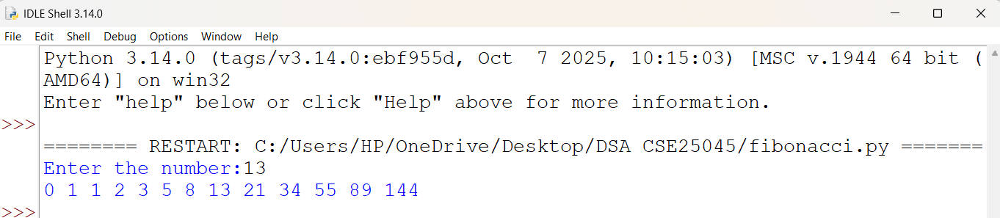 IDLE Shell 3.14.0
File Edit Shell Debug Options Window Help
Python 3.14.0 (tags/v3.14.0:ebf955d, Oct  7 2025, 10:15:03) [MSC v.1944 64 bit (
AMD64)] on win32
Enter "help" below or click "Help" above for more information.
>>>
======== RESTART: C:/Users/HP/OneDrive/Desktop/DSA CSE25045/fibonacci.py =======
Enter the number:13
0 1 1 2 3 5 8 13 21 34 55 89 144
>>>